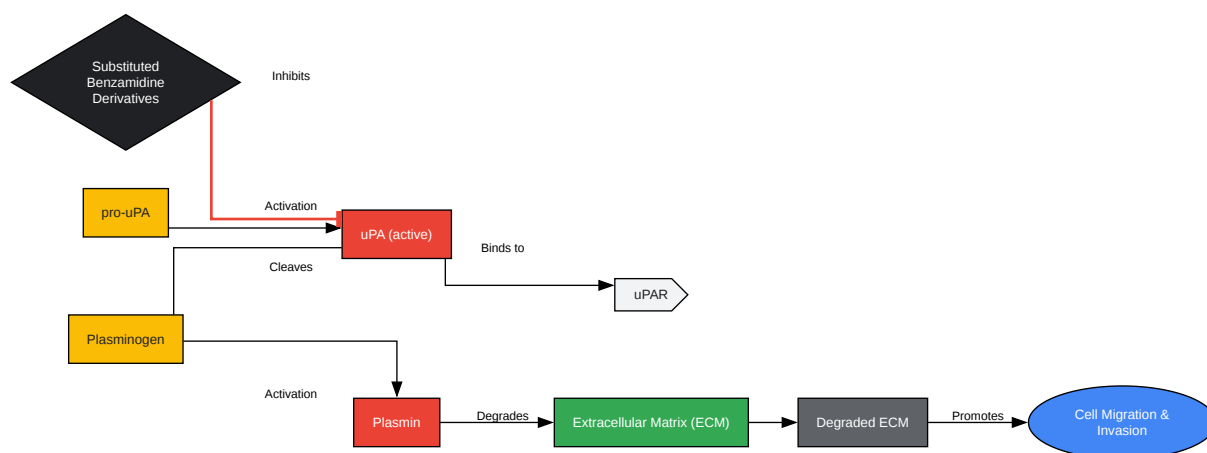 Substituted
Benzamidine
Derivatives
Inhibits
pro-uPA
Activation
uPA (active)
Binds to
Cleaves
uPAR
Plasminogen
Activation
Plasmin
Degrades
Extracellular Matrix (ECM)
Degraded ECM
Promotes
Cell Migration &
Invasion